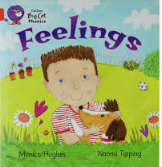 Collins
Big Cat
Phonics
Feelings
Monica Hughes
Naomi Tipping